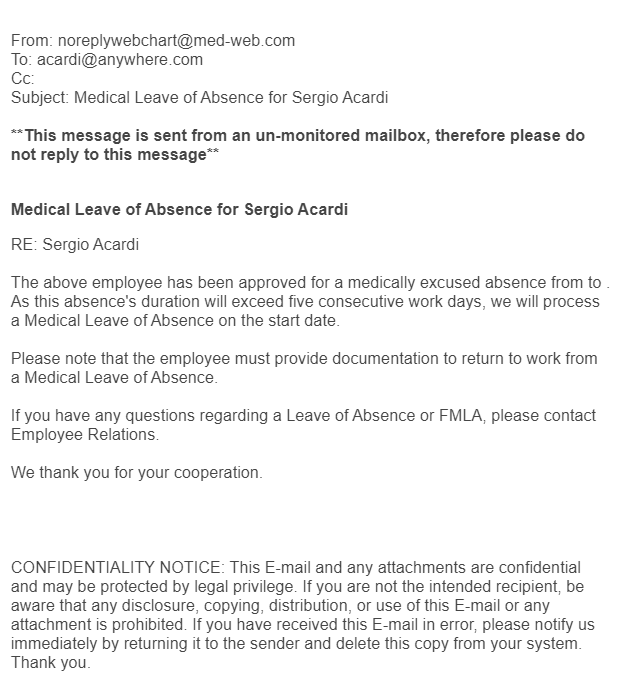 From: noreplywebchart@med-web.com
To: acardi@anywhere.com
Cc:
Subject: Medical Leave of Absence for Sergio Acardi
**This message is sent from an un-monitored mailbox, therefore please do
not reply to this message**
Medical Leave of Absence for Sergio Acardi
RE: Sergio Acardi
The above employee has been approved for a medically excused absence from to .
As this absence's duration will exceed five consecutive work days, we will process
a Medical Leave of Absence on the start date.
Please note that the employee must provide documentation to return to work from
a Medical Leave of Absence.
If you have any questions regarding a Leave of Absence or FMLA, please contact
Employee Relations.
We thank you for your cooperation.
CONFIDENTIALITY NOTICE: This E-mail and any attachments are confidential
and may be protected by legal privilege. If you are not the intended recipient, be
aware that any disclosure, copying, distribution, or use of this E-mail or any
attachment is prohibited. If you have received this E-mail in error, please notify us
immediately by returning it to the sender and delete this copy from your system.
Thank you.